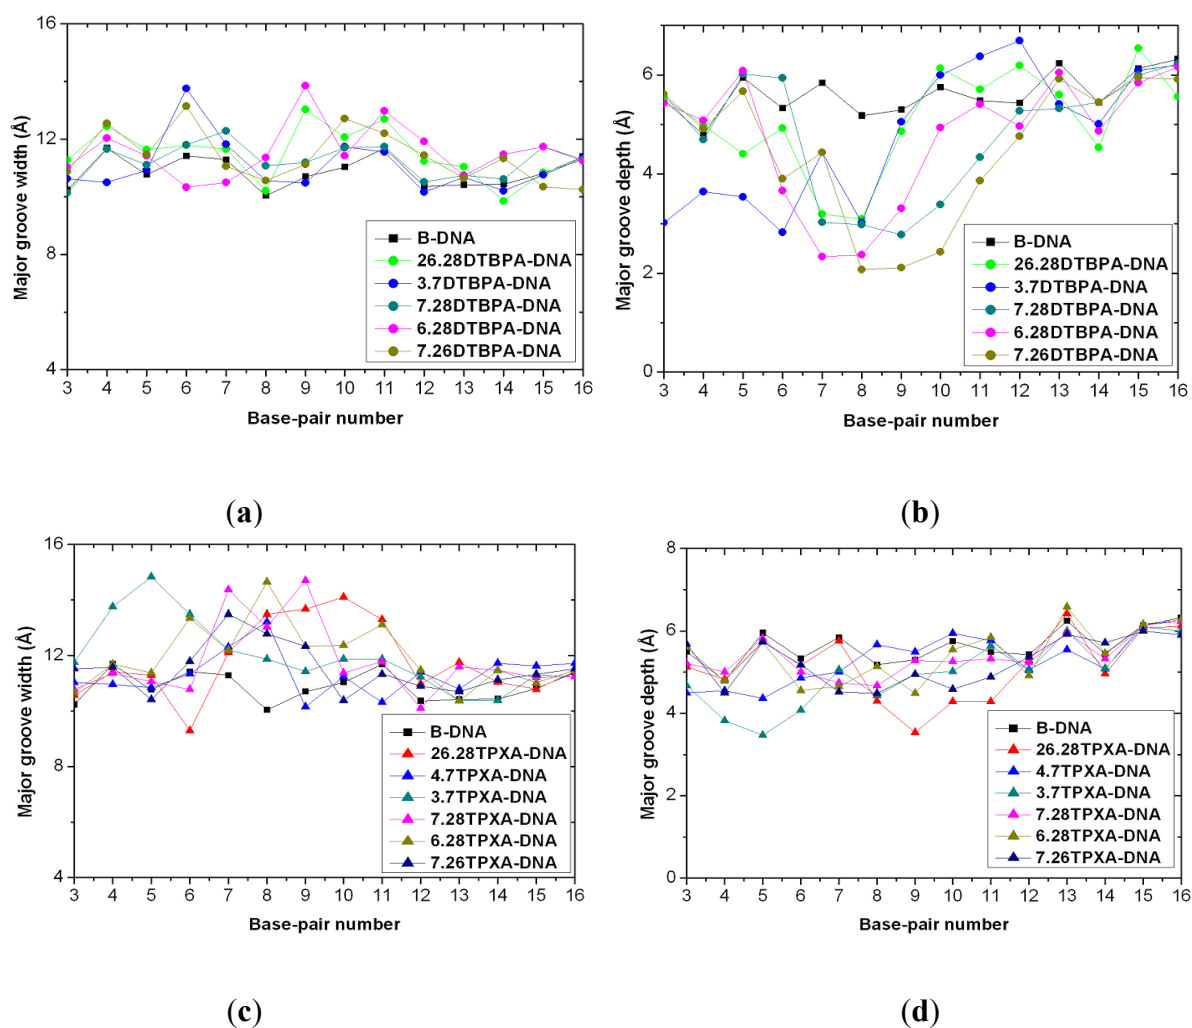 Major groove width (Å)
16
12
8
4
3 4 5 6 7 8 9 10 11 12 13 14 15 16
Base-pair number
B-DNA
26.28DTBPA-DNA
3.7DTBPA-DNA
7.28DTBPA-DNA
6.28DTBPA-DNA
7.26DTBPA-DNA
(a)
Major groove depth (Å)
6
4
2
0
3 4 5 6 7 8 9 10 11 12 13 14 15 16
Base-pair number
B-DNA
26.28DTBPA-DNA
3.7DTBPA-DNA
7.28DTBPA-DNA
6.28DTBPA-DNA
7.26DTBPA-DNA
(b)
Major groove width (Å)
16
12
8
4
3 4 5 6 7 8 9 10 11 12 13 14 15 16
Base-pair number
B-DNA
26.28TPXA-DNA
4.7TPXA-DNA
3.7TPXA-DNA
7.28TPXA-DNA
6.28TPXA-DNA
7.26TPXA-DNA
(c)
Major groove depth (Å)
8
6
4
2
0
3 4 5 6 7 8 9 10 11 12 13 14 15 16
Base-pair number
B-DNA
26.28TPXA-DNA
4.7TPXA-DNA
3.7TPXA-DNA
7.28TPXA-DNA
6.28TPXA-DNA
7.26TPXA-DNA
(d)